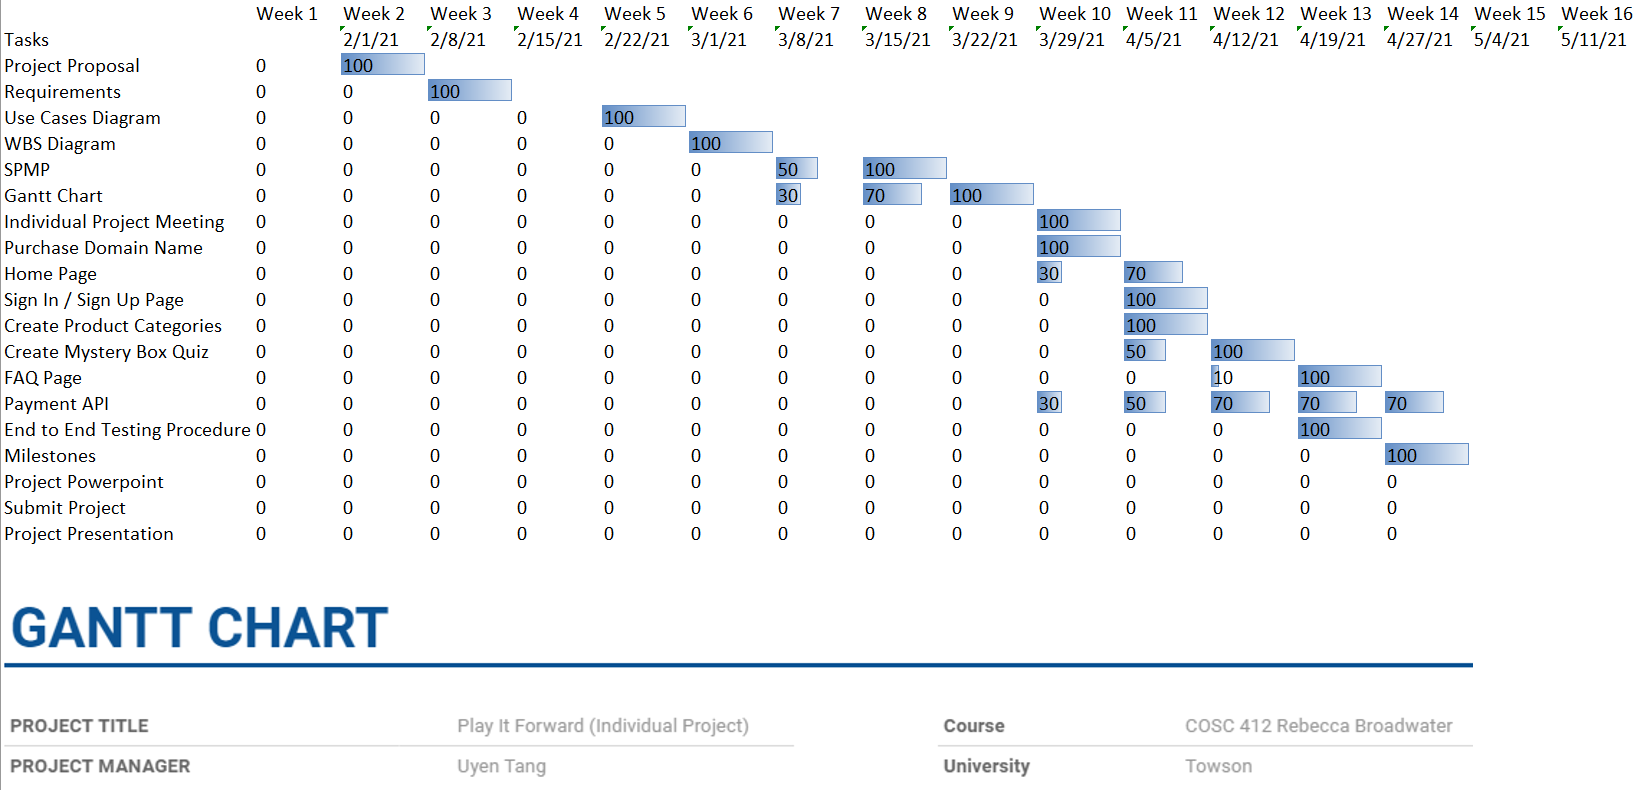 Week 1 Week 2 Week 3 Week 4 Week 5 Week 6 Week 7 Week 8 Week 9 Week 10 Week 11 Week 12 Week 13 Week 14 Week 15 Week 16
Tasks 2/1/21 2/8/21 2/15/21 2/22/21 3/1/21 3/8/21 3/15/21 3/22/21 3/29/21 4/5/21 4/12/21 4/19/21 4/27/21 5/4/21 5/11/21
Project Proposal 0 100
Requirements 0 0 100
Use Cases Diagram 0 0 0 0 100
WBS Diagram 0 0 0 0 0 100
SPMP 0 0 0 0 0 0 50 100
Gantt Chart 0 0 0 0 0 0 30 70 100
Individual Project Meeting 0 0 0 0 0 0 0 0 0 100
Purchase Domain Name 0 0 0 0 0 0 0 0 0 100
Home Page 0 0 0 0 0 0 0 0 0 30 70
Sign In / Sign Up Page 0 0 0 0 0 0 0 0 0 0 100
Create Product Categories 0 0 0 0 0 0 0 0 0 0 100
Create Mystery Box Quiz 0 0 0 0 0 0 0 0 0 0 50 100
FAQ Page 0 0 0 0 0 0 0 0 0 0 0 10 100
Payment API 0 0 0 0 0 0 0 0 0 30 50 70 70 70
End to End Testing Procedure 0 0 0 0 0 0 0 0 0 0 0 0 100
Milestones 0 0 0 0 0 0 0 0 0 0 0 0 0 100
Project Powerpoint 0 0 0 0 0 0 0 0 0 0 0 0 0 0
Submit Project 0 0 0 0 0 0 0 0 0 0 0 0 0 0
Project Presentation 0 0 0 0 0 0 0 0 0 0 0 0 0 0
GANTT CHART
PROJECT TITLE Play It Forward (Individual Project) Course COSC 412 Rebecca Broadwater
PROJECT MANAGER Uyen Tang University Towson